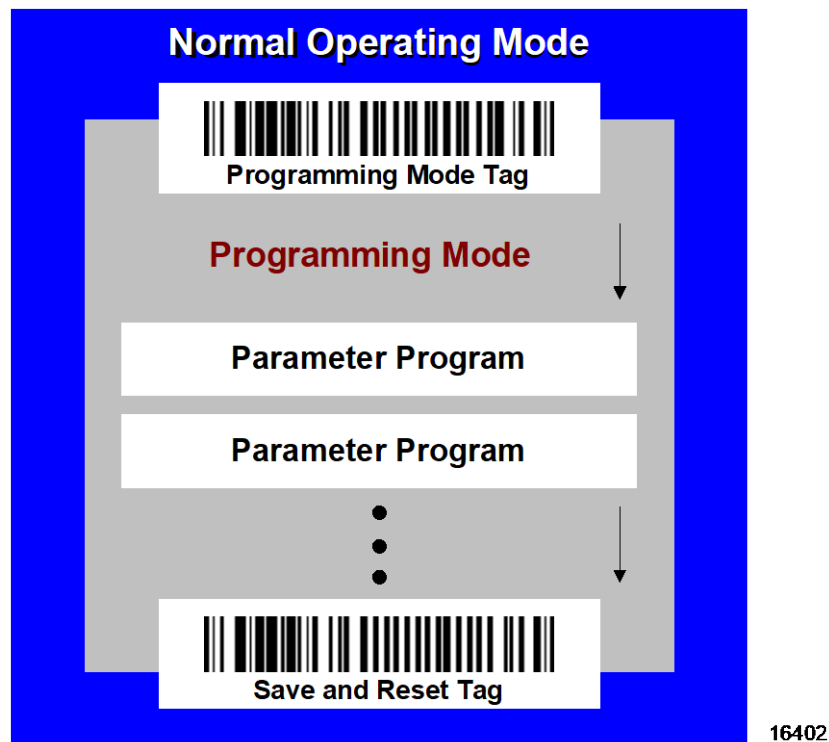 Normal Operating Mode
Programming Mode Tag
Programming Mode
Parameter Program
Parameter Program
Save and Reset Tag
16402